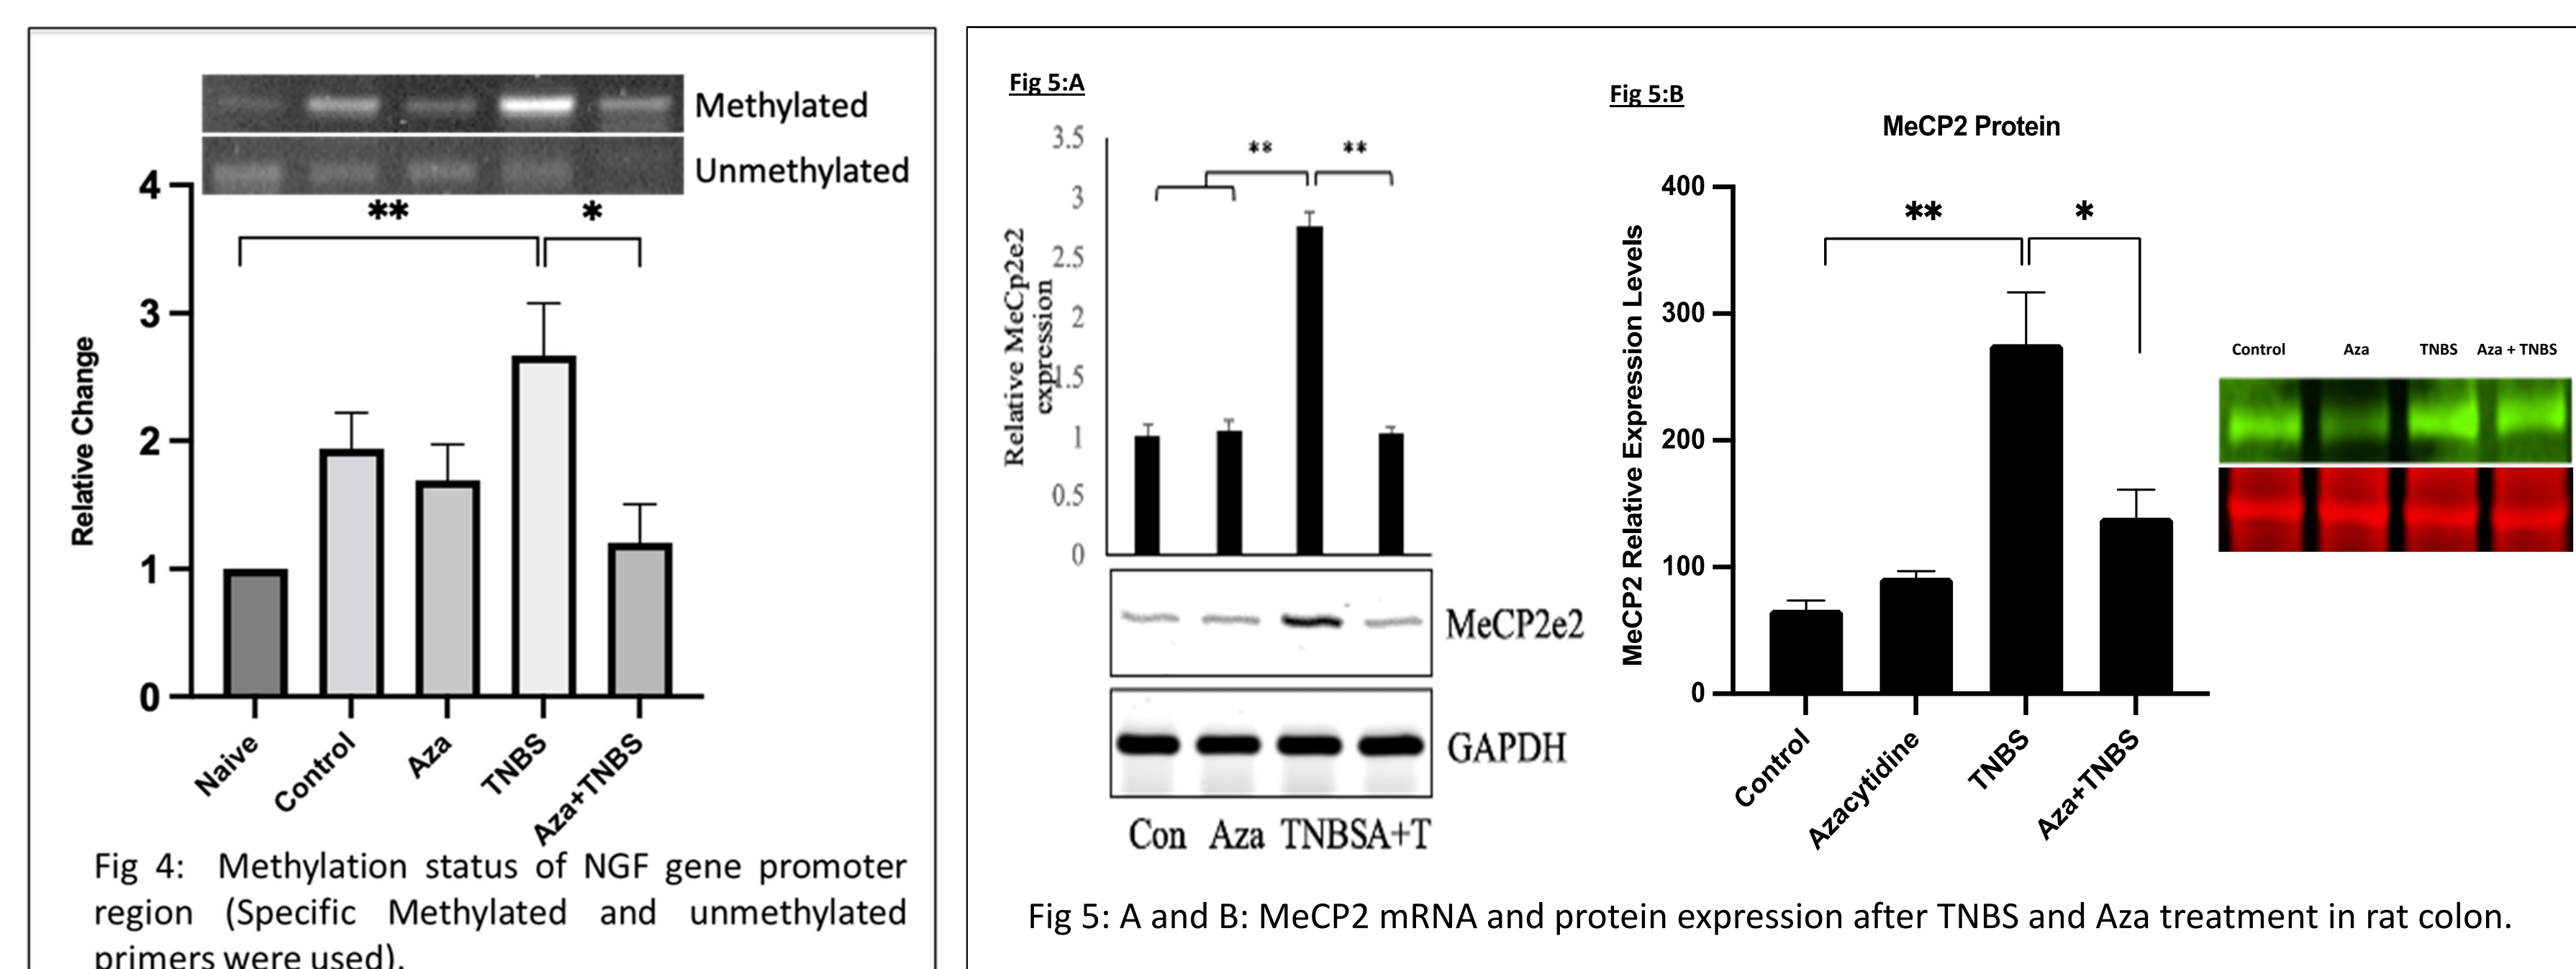 Methylated
Unmethylated
4
**
*
3
2
1
0
Relative Change
Naive
Control
Aza
TNBS
Aza+TNBS
Fig 4: Methylation status of NGF gene promoter
region (Specific Methylated and unmethylated
primers were used).
Fig 5:A
3.5
3
2.5
2
1.5
1
0.5
0
**
**
Relative MeCp2e2
expression
MeCP2e2
GAPDH
Con Aza TNBSA+T
Fig 5:B
MeCP2 Protein
400
300
200
100
0
**
*
MeCP2 Relative Expression Levels
Control
Azacytidine
TNBS
Aza+TNBS
Control Aza TNBS Aza + TNBS
Fig 5: A and B: MeCP2 mRNA and protein expression after TNBS and Aza treatment in rat colon.